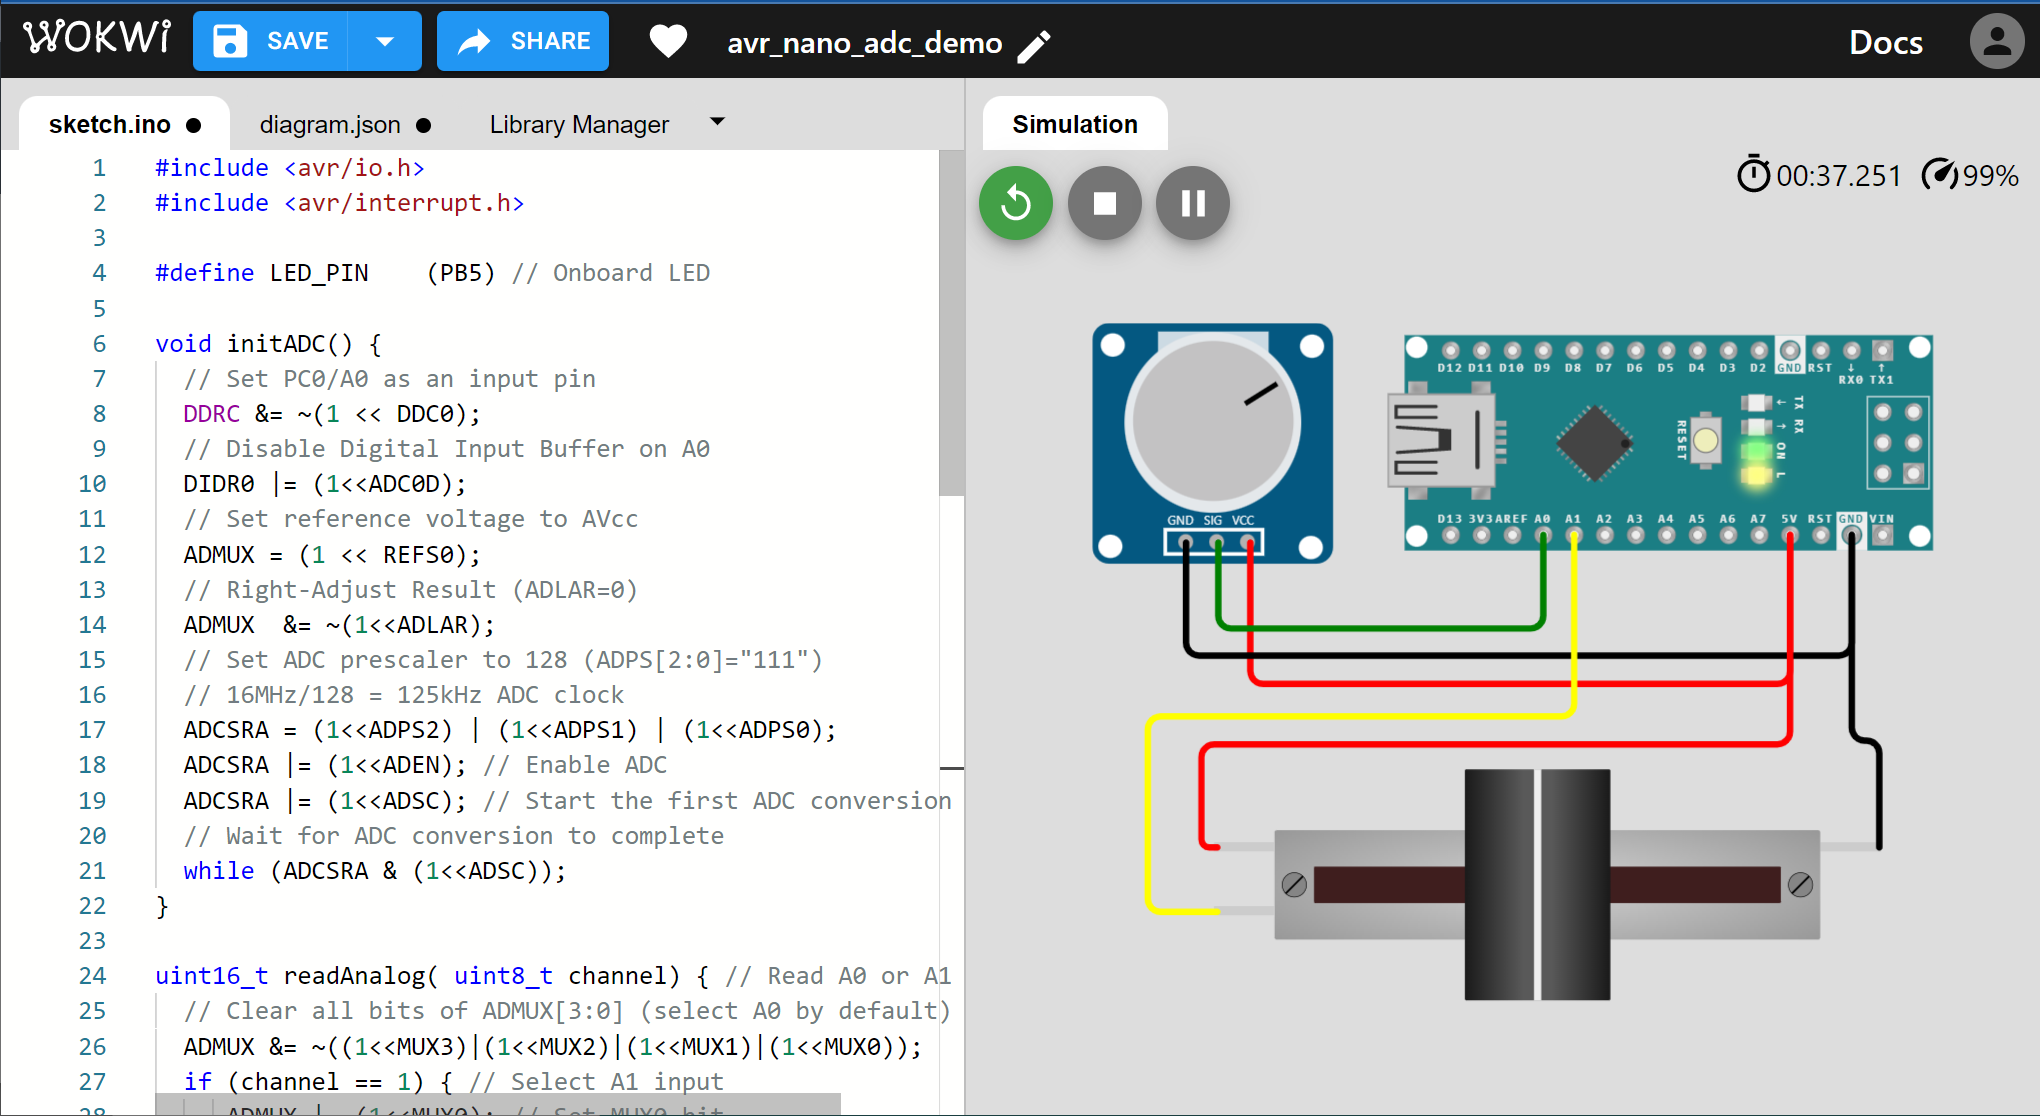 WOKWi SAVE SHARE avr_nano_adc_demo Docs
sketch.ino diagram.json Library Manager
1 #include <avr/io.h>
2 #include <avr/interrupt.h>
3
4 #define LED_PIN    (PB5) // Onboard LED
5
6 void initADC() {
7 // Set PC0/A0 as an input pin
8 DDRC &= ~(1 << DDC0);
9 // Disable Digital Input Buffer on A0
10 DIDR0 |= (1<<ADC0D);
11 // Set reference voltage to AVcc
12 ADMUX = (1 << REFS0);
13 // Right-Adjust Result (ADLAR=0)
14 ADMUX  &= ~(1<<ADLAR);
15 // Set ADC prescaler to 128 (ADPS[2:0]="111")
16 // 16MHz/128 = 125kHz ADC clock
17 ADCSRA = (1<<ADPS2) | (1<<ADPS1) | (1<<ADPS0);
18 ADCSRA |= (1<<ADEN); // Enable ADC
19 ADCSRA |= (1<<ADSC); // Start the first ADC conversion
20 // Wait for ADC conversion to complete
21 while (ADCSRA & (1<<ADSC));
22 }
23
24 uint16_t readAnalog( uint8_t channel) { // Read A0 or A1
25 // Clear all bits of ADMUX[3:0] (select A0 by default)
26 ADMUX &= ~((1<<MUX3)|(1<<MUX2)|(1<<MUX1)|(1<<MUX0));
27 if (channel == 1) { // Select A1 input
28 ADMUX |= (1<<MUX0); // Set MUX0 bit
Simulation
00:37.251 99%
GND SIG VCC
D12 D11 D10 D9 D8 D7 D6 D5 D4 D3 D2 GND RST ↓ ↑
RX0 TX1
RESET
TX
RX
ON
L
D13 3V3 AREF A0 A1 A2 A3 A4 A5 A6 A7 5V RST GND VIN